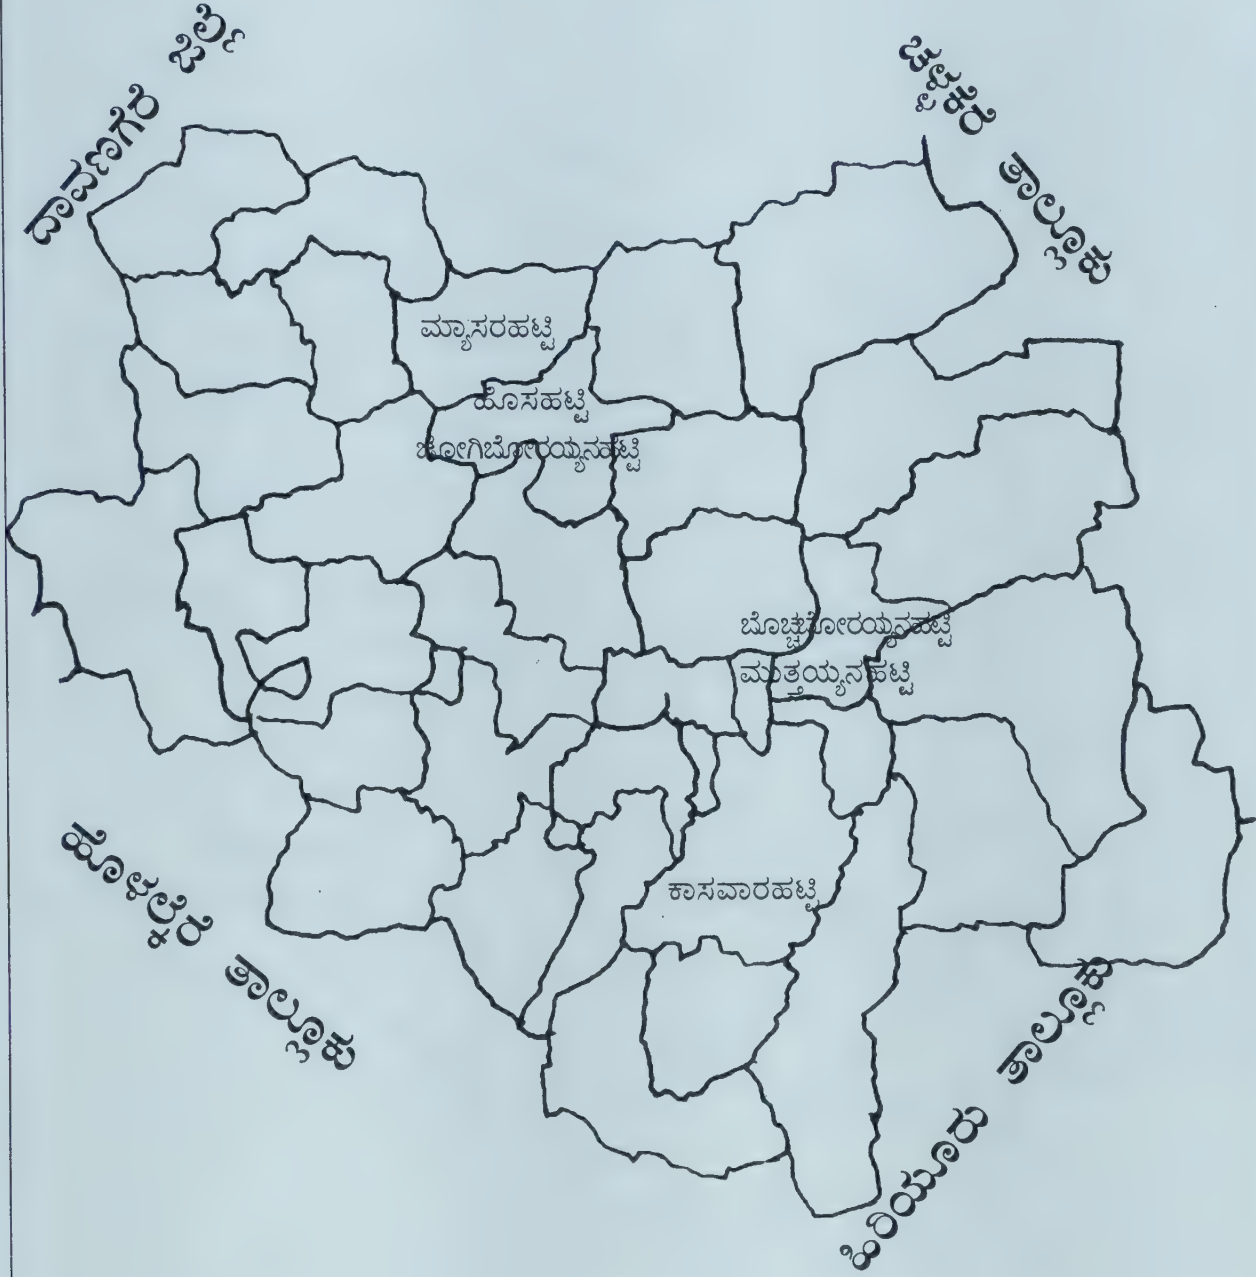 ದಾವಣಗೆರೆ ಜಿಲ್ಲೆ
ಚಳ್ಳಕೆರೆ ತಾಲ್ಲೂಕು
ಮ್ಯಾಸರಹಟ್ಟಿ
ಹೊಸಹಟ್ಟಿ
ಜೋಗಿಬೋರಯ್ಯನಹಟ್ಟಿ
ಬೊಚ್ಚಬೋರಯ್ಯನಹಟ್ಟಿ
ಮುತ್ತಯ್ಯನಹಟ್ಟಿ
ಕಾಸವಾರಹಟ್ಟಿ
ಹೊಳಲ್ಕೆರೆ ತಾಲ್ಲೂಕು
ಹಿರಿಯೂರು ತಾಲ್ಲೂಕು